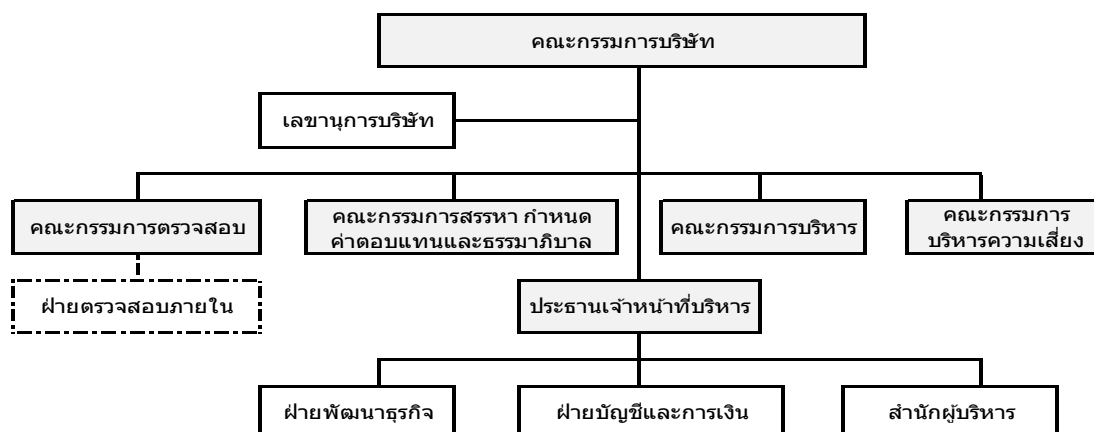 คณะกรรมการบริษัท
เลขานุการบริษัท
คณะกรรมการตรวจสอบ
คณะกรรมการสรรหา กำหนด
ค่าตอบแทนและธรรมาภิบาล
คณะกรรมการบริหาร
คณะกรรมการ
บริหารความเสี่ยง
ฝ่ายตรวจสอบภายใน
ประธานเจ้าหน้าที่บริหาร
ฝ่ายพัฒนาธุรกิจ
ฝ่ายบัญชีและการเงิน
สำนักผู้บริหาร